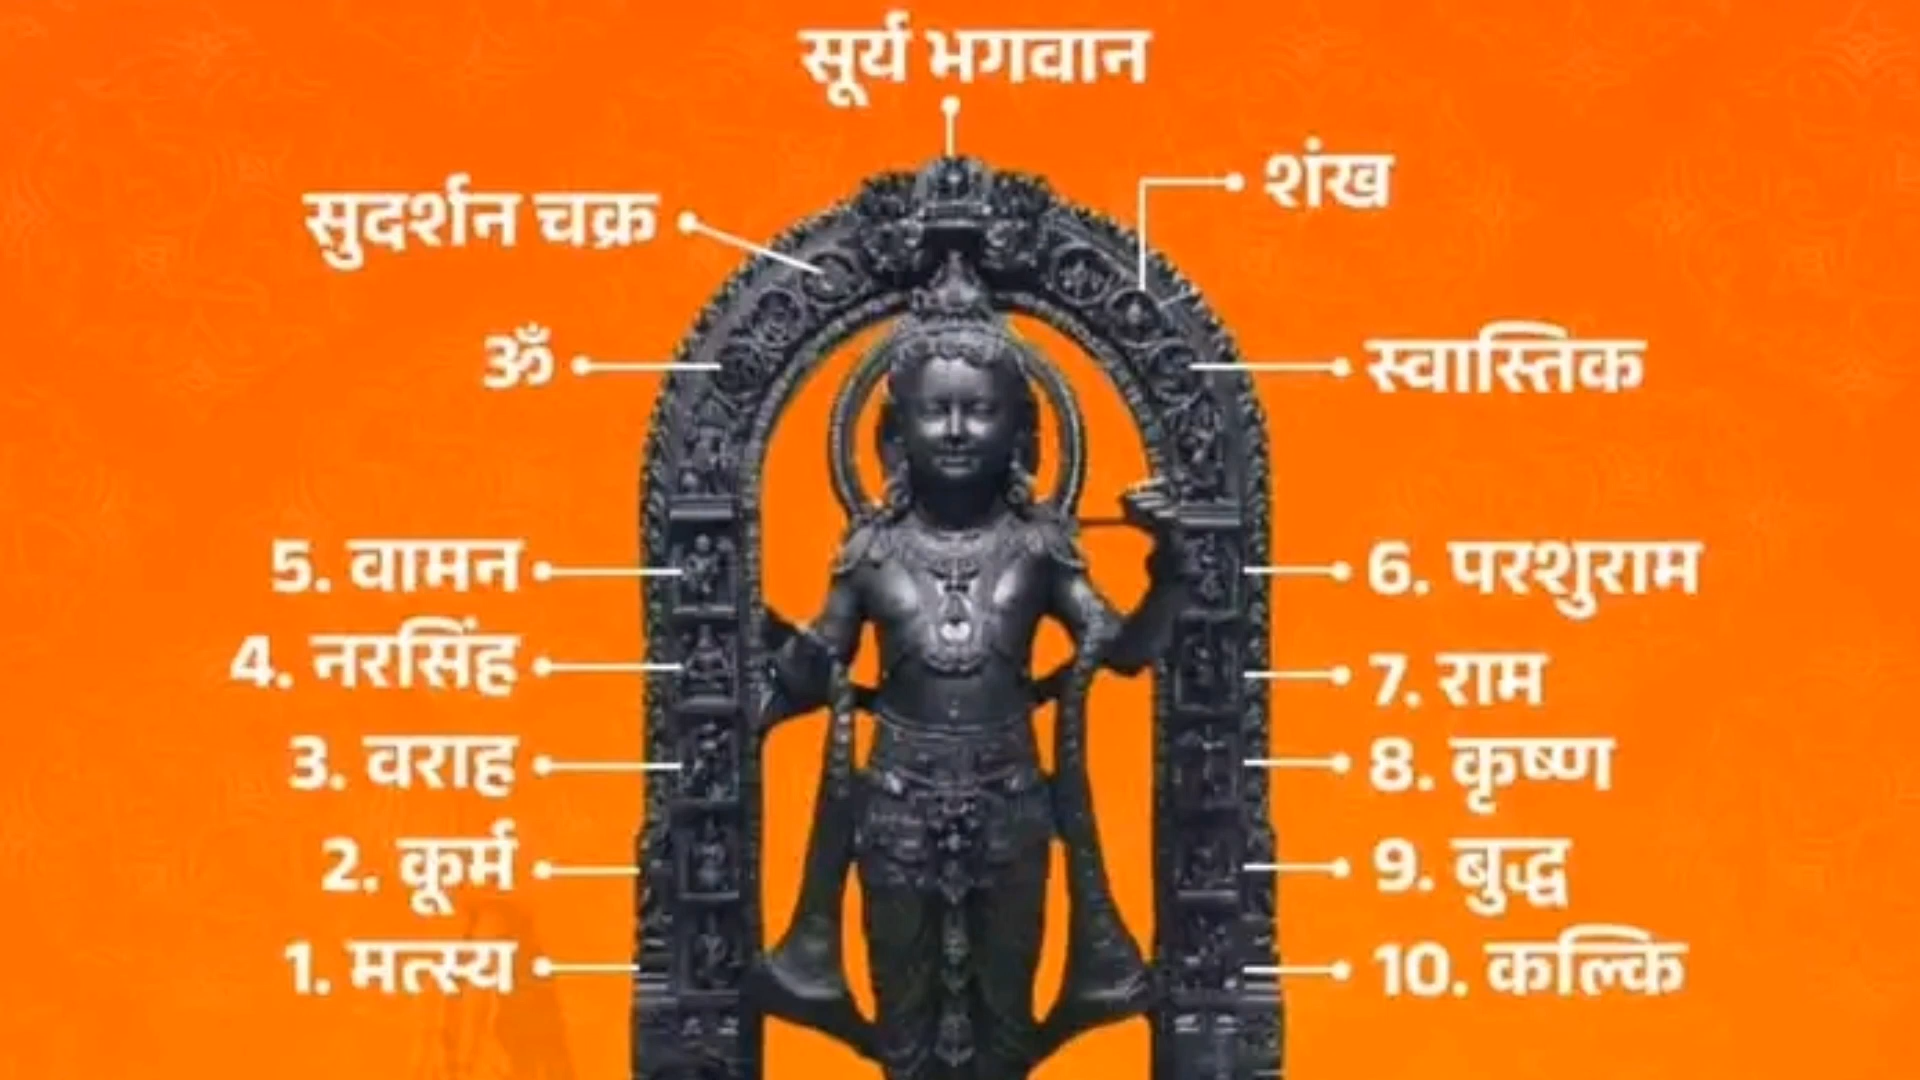 सूर्य भगवान
शंख
सुदर्शन चक्र
ॐ
स्वास्तिक
5. वामन
6. परशुराम
4. नरसिंह
7. राम
3. वराह
8. कृष्ण
2. कूर्म
9. बुद्ध
1. मत्स्य
10. कल्कि